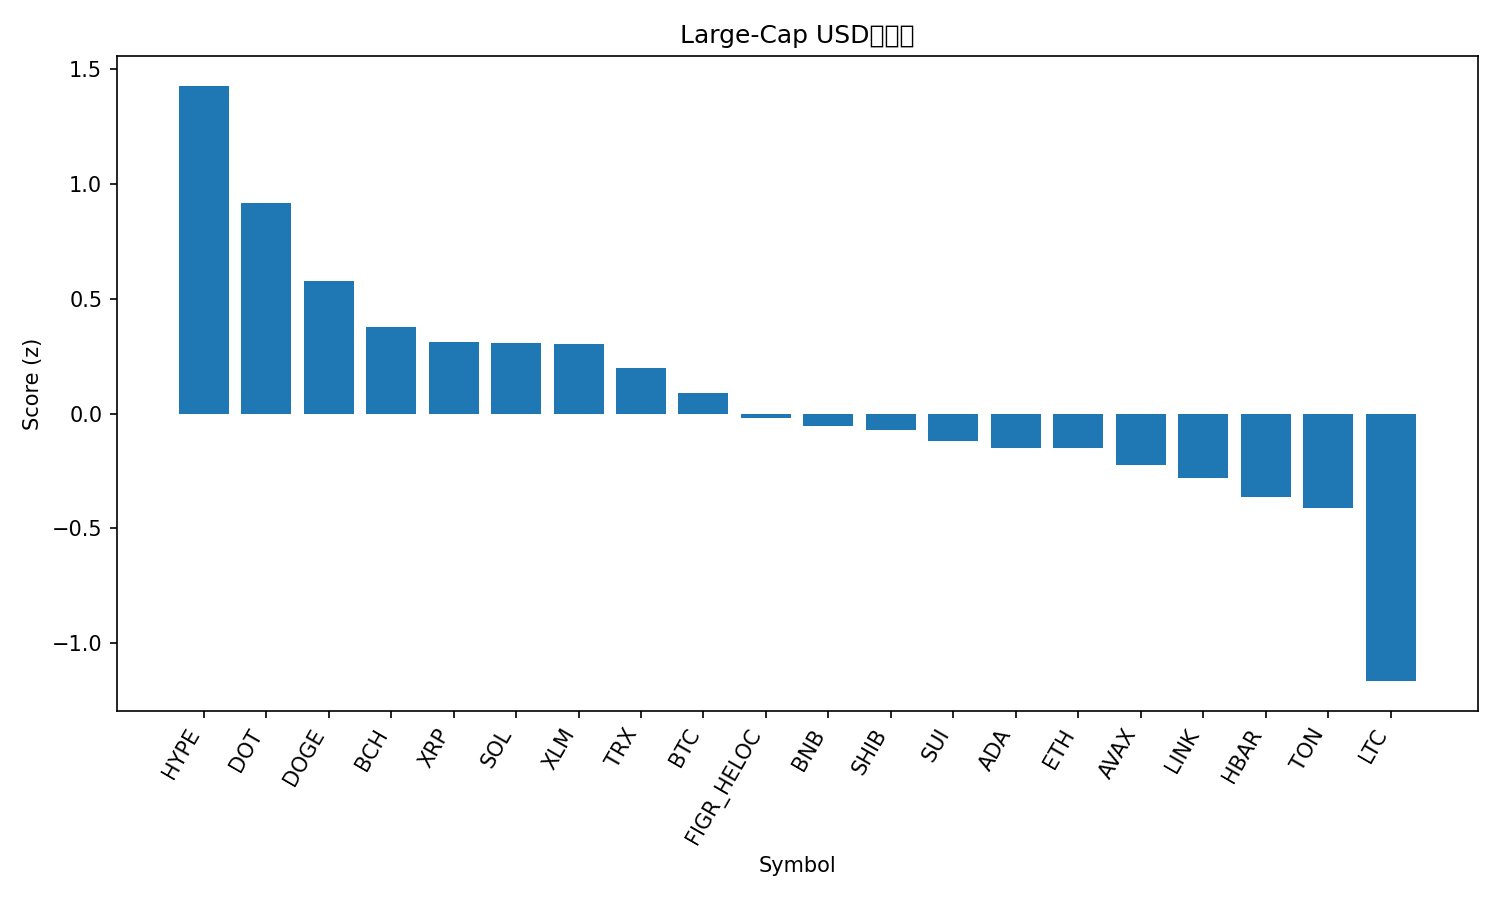 Large-Cap USD
Score (z)
1.5
1.0
0.5
0.0
−0.5
−1.0
HYPE
DOT
DOGE
BCH
XRP
SOL
XLM
TRX
BTC
FIGR_HELOC
BNB
SHIB
SUI
ADA
ETH
AVAX
LINK
HBAR
TON
LTC
Symbol